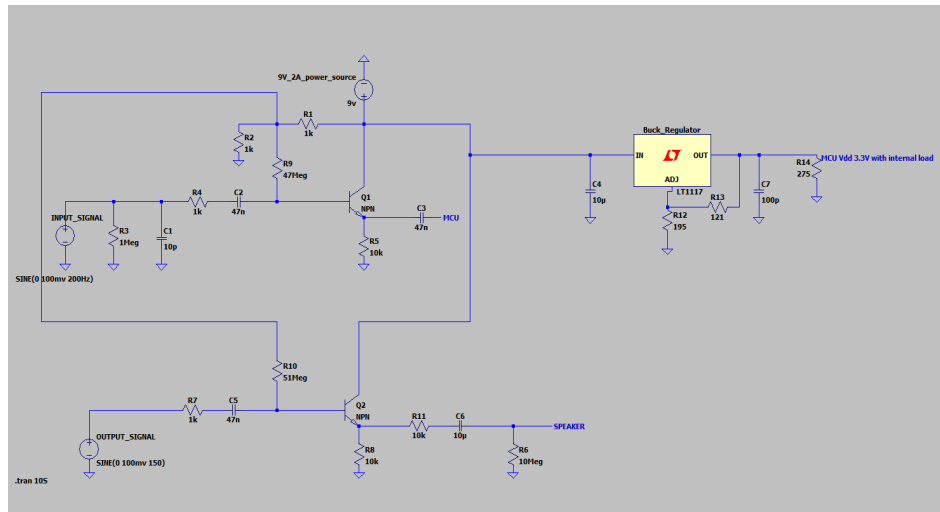 9V_2A_power_source
9v
R1
1k
R2
1k
R9
47Meg
Buck_Regulator
IN
OUT
ADJ
LT1117
MCU Vdd 3.3V with internal load
R14
275
C4
10µ
R13
121
C7
100p
R12
195
R4
1k
C2
47n
Q1
NPN
C3
47n
MCU
INPUT_SIGNAL
R3
1Meg
C1
10p
R5
10k
SINE(0 100mv 200Hz)
R10
51Meg
R7
1k
C5
47n
Q2
NPN
R11
10k
C6
10µ
SPEAKER
OUTPUT_SIGNAL
R8
10k
R6
10Meg
SINE(0 100mv 150)
.tran 10S